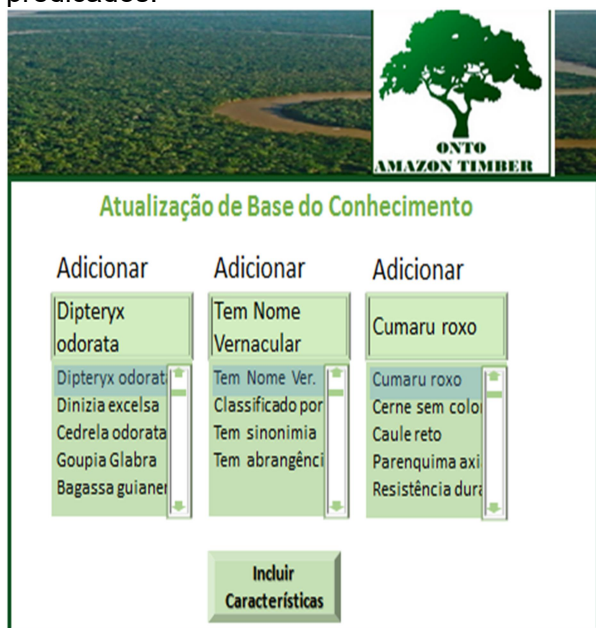 predicados.
ONTO
AMAZON TIMBER
Atualização de Base do Conhecimento
Adicionar
Adicionar
Adicionar
Dipteryx
odorata
Tem Nome
Vernacular
Cumaru roxo
Dipteryx odorat
Dinizia excelsa
Cedrela odorata
Goupia Glabra
Bagassa guianer
Tem Nome Ver.
Classificado por
Tem sinonimia
Tem abrangênci
Cumaru roxo
Cerne sem color
Caule reto
Parenquima axi
Resistência dura
Incluir
Características